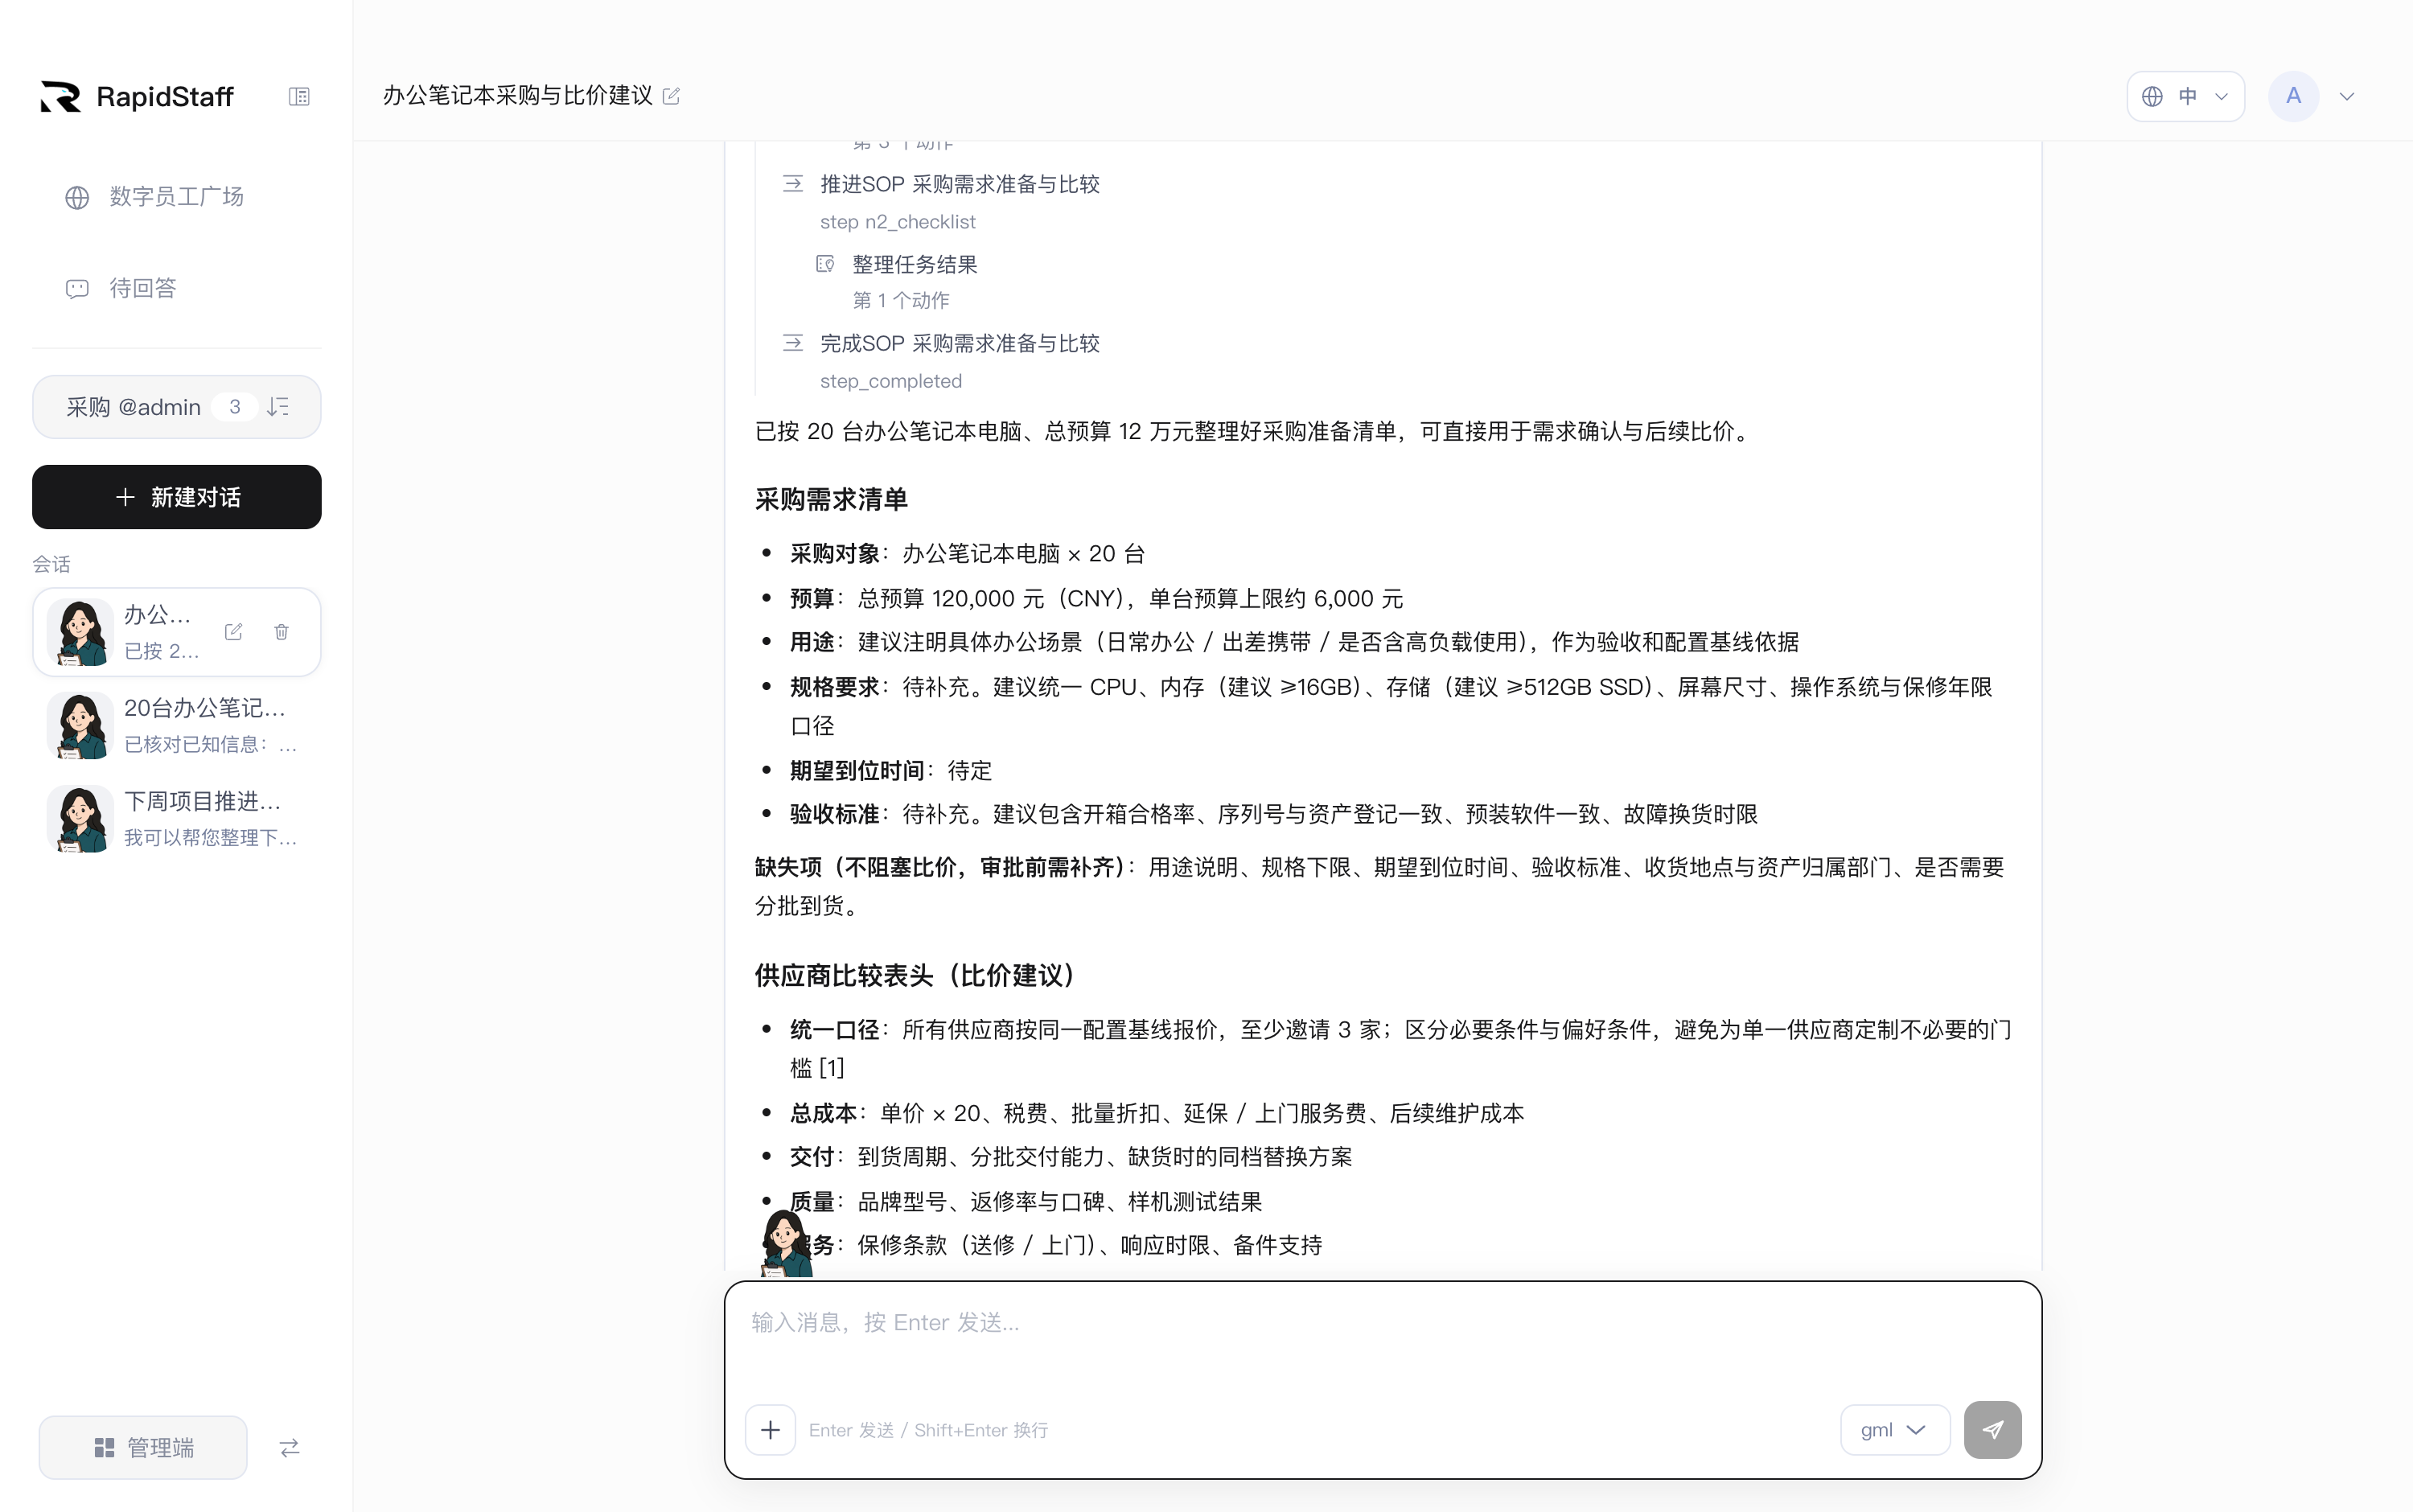 RapidStaff
数字员工广场
待回答
采购 @admin 3
新建对话
会话
办公...
已按 2...
20台办公笔记...
已核对已知信息：...
下周项目推进...
我可以帮您整理下...
管理端
办公笔记本采购与比价建议
中
A
第 3 个动作
推进SOP 采购需求准备与比较
step n2_checklist
整理任务结果
第 1 个动作
完成SOP 采购需求准备与比较
step_completed
已按 20 台办公笔记本电脑、总预算 12 万元整理好采购准备清单，可直接用于需求确认与后续比价。
采购需求清单
• 采购对象：办公笔记本电脑 × 20 台
• 预算：总预算 120,000 元（CNY），单台预算上限约 6,000 元
• 用途：建议注明具体办公场景（日常办公 / 出差携带 / 是否含高负载使用），作为验收和配置基线依据
• 规格要求：待补充。建议统一 CPU、内存（建议 ≥16GB）、存储（建议 ≥512GB SSD）、屏幕尺寸、操作系统与保修年限
口径
• 期望到位时间：待定
• 验收标准：待补充。建议包含开箱合格率、序列号与资产登记一致、预装软件一致、故障换货时限
缺失项（不阻塞比价，审批前需补齐）：用途说明、规格下限、期望到位时间、验收标准、收货地点与资产归属部门、是否需要
分批到货。
供应商比较表头（比价建议）
• 统一口径：所有供应商按同一配置基线报价，至少邀请 3 家；区分必要条件与偏好条件，避免为单一供应商定制不必要的门
槛 [1]
• 总成本：单价 × 20、税费、批量折扣、延保 / 上门服务费、后续维护成本
• 交付：到货周期、分批交付能力、缺货时的同档替换方案
• 质量：品牌型号、返修率与口碑、样机测试结果
务：保修条款（送修 / 上门）、响应时限、备件支持
输入消息，按 Enter 发送...
Enter 发送 / Shift+Enter 换行
gml